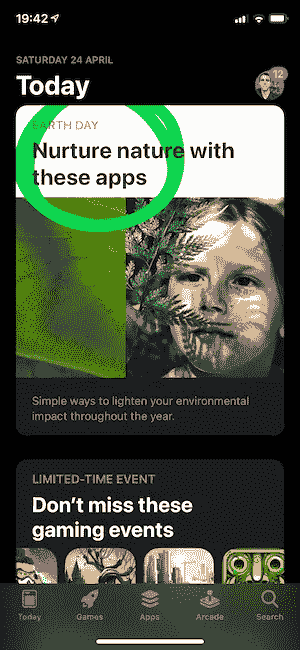 19:42
SATURDAY 24 APRIL
Today
12
EARTH DAY
Nurture nature with
these apps
Simple ways to lighten your environmental
impact throughout the year.
LIMITED-TIME EVENT
Don't miss these
gaming events
Today Games Apps Arcade Search